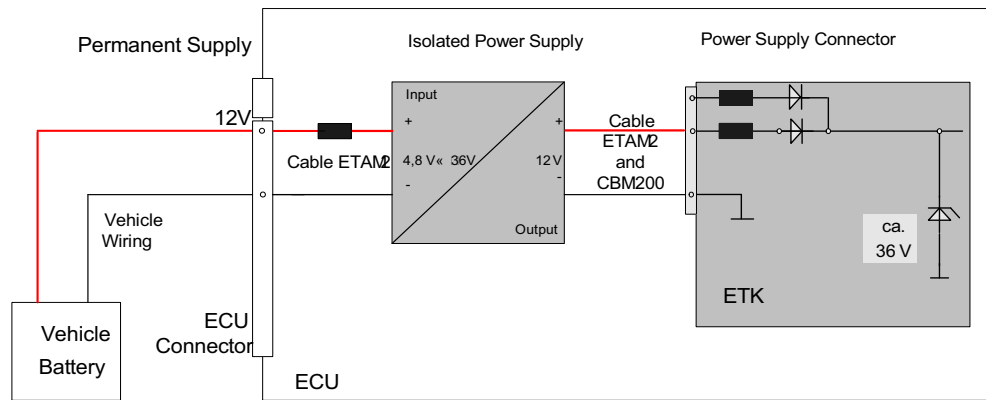 Permanent Supply
Isolated Power Supply
Power Supply Connector
12V
Input
+
+
Cable ETAM2
4,8 V« 36V
12 V
-
-
Cable
ETAM2
and
CBM200
Output
Vehicle
Wiring
ca.
36 V
ETK
Vehicle
Battery
ECU
Connector
ECU